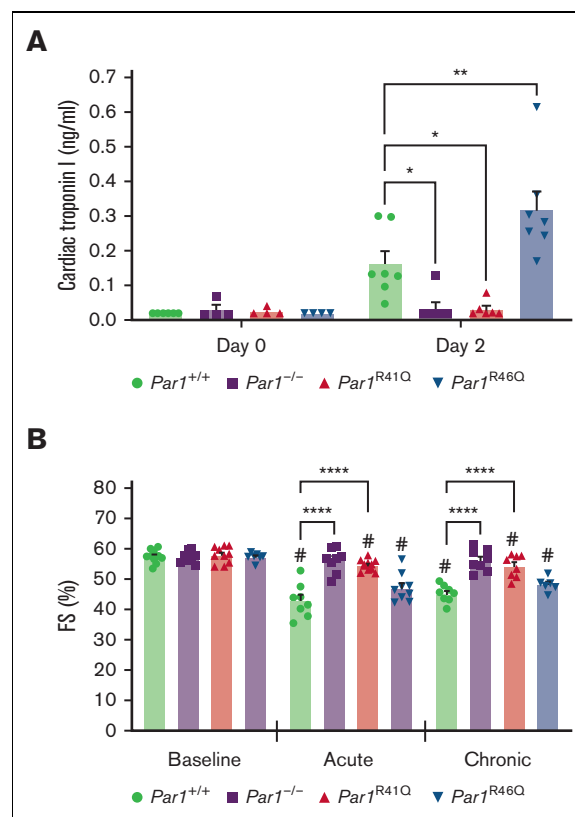 A
Cardiac troponin I (ng/ml)
0.7
0.6
0.5
0.4
0.3
0.2
0.1
0.0
**
*
*
Day 0 Day 2
Par1+/+ Par1−/− Par1R41Q Par1R46Q
B
FS (%)
80
70
60
50
40
30
20
10
0
**** ****
**** ****
# # # # # #
Baseline Acute Chronic
Par1+/+ Par1−/− Par1R41Q Par1R46Q